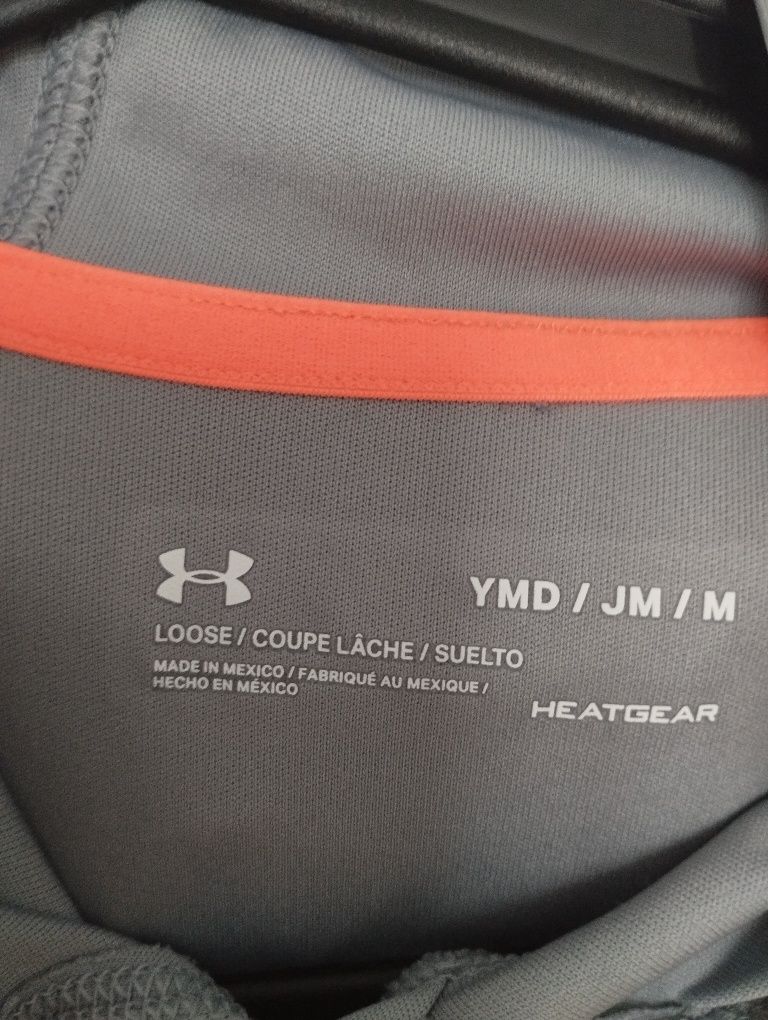 YMD / JM / M
LOOSE / COUPE LÂCHE / SUELTO
MADE IN MEXICO / FABRIQUÉ AU MEXIQUE /
HECHO EN MÉXICO
HEATGEAR